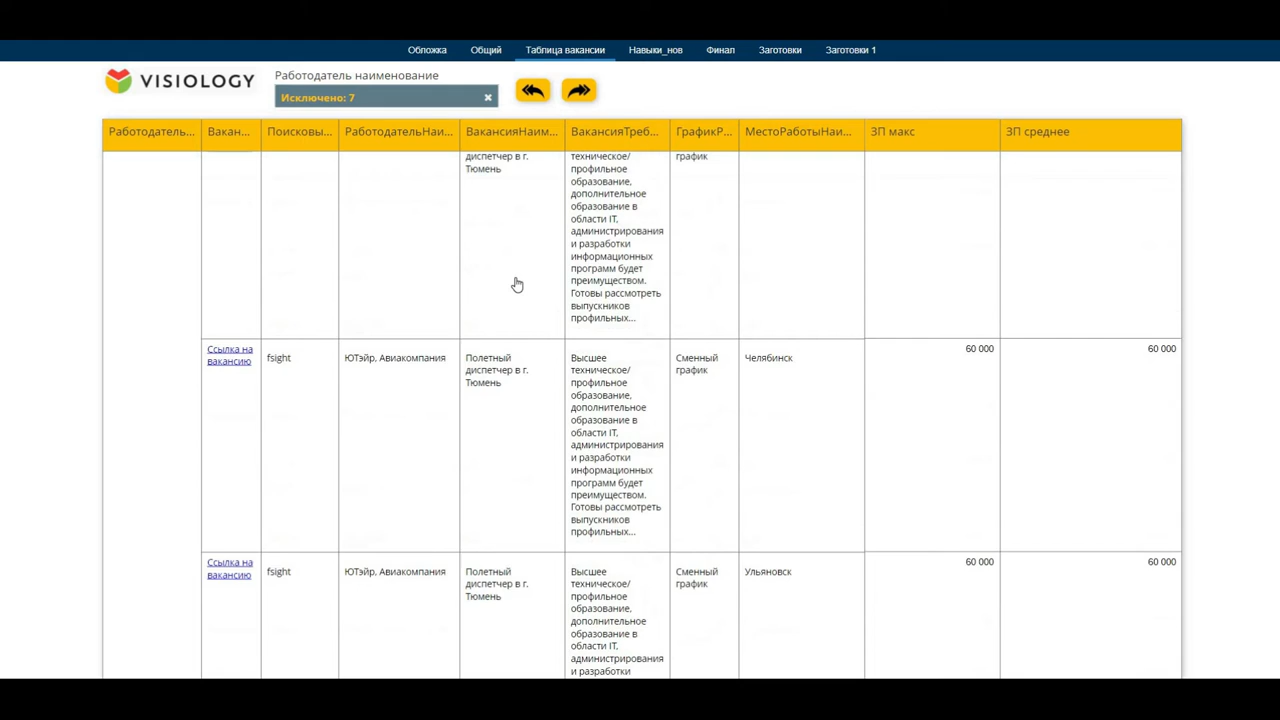 Обложка Общий Таблица вакансии Навыки_нов Финал Заготовки Заготовки 1
VISIOLOGY
Работодатель наименование
Исключено: 7 ×
Работодатель... Вакан... Поисковы... РаботодательНаи... ВакансияНаим... ВакансияТреб... ГрафикР... МестоРаботыНаи... ЗП макс ЗП среднее
диспетчер в г.
Тюмень
техническое/
профильное
образование,
дополнительное
образование в
области IT,
администрирования
и разработки
информационных
программ будет
преимуществом.
Готовы рассмотреть
выпускников
профильных...
график
Ссылка на
вакансию
fsight
ЮТэйр, Авиакомпания
Полетный
диспетчер в г.
Тюмень
Высшее
техническое/
профильное
образование,
дополнительное
образование в
области IT,
администрирования
и разработки
информационных
программ будет
преимуществом.
Готовы рассмотреть
выпускников
профильных...
Сменный
график
Челябинск
60 000
60 000
Ссылка на
вакансию
fsight
ЮТэйр, Авиакомпания
Полетный
диспетчер в г.
Тюмень
Высшее
техническое/
профильное
образование,
дополнительное
образование в
области IT,
администрирования
и разработки
Сменный
график
Ульяновск
60 000
60 000